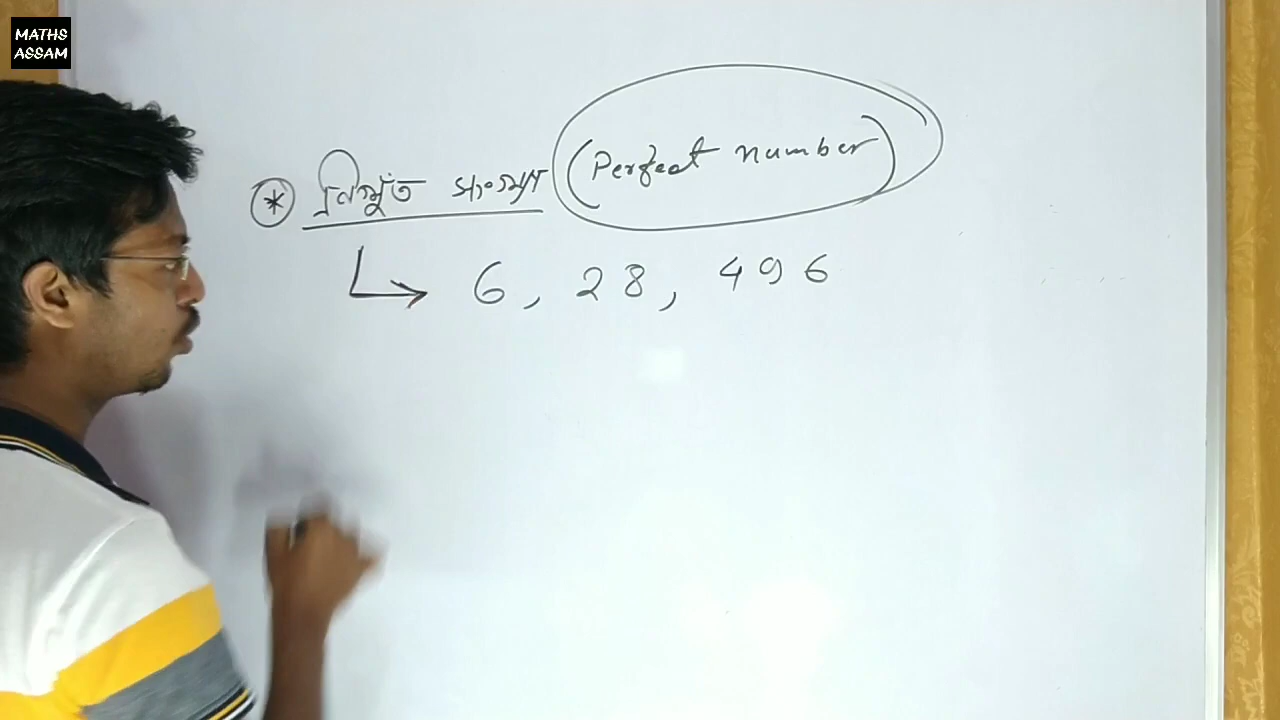 MATHS
ASSAM
* নিখুঁত সংখ্যা (Perfect number)
↳ 6, 28, 496